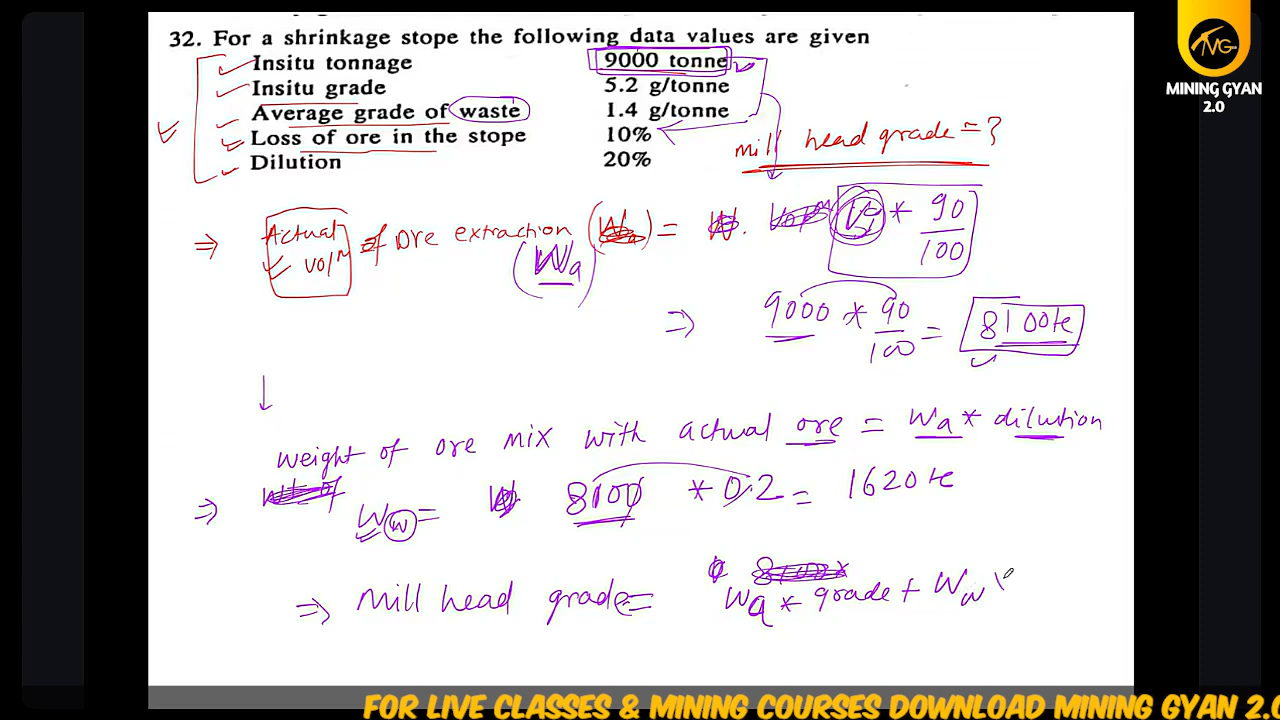 32. For a shrinkage stope the following data values are given
Insitu tonnage 9000 tonne
Insitu grade 5.2 g/tonne
Average grade of waste 1.4 g/tonne
Loss of ore in the stope 10%
Dilution 20%
mill head grade = ?
MINING GYAN
2.0
⇒ Actual vol/m of Ore extraction (Wa) = * 90/100
⇒ 9000 * 90/100 = 8100te
↓
weight of ore mix with actual ore = Wa * dilution
⇒ Ww = 8100 * 0.2 = 1620te
⇒ Mill head grade = Wa * grade + Ww
FOR LIVE CLASSES & MINING COURSES DOWNLOAD MINING GYAN 2.0